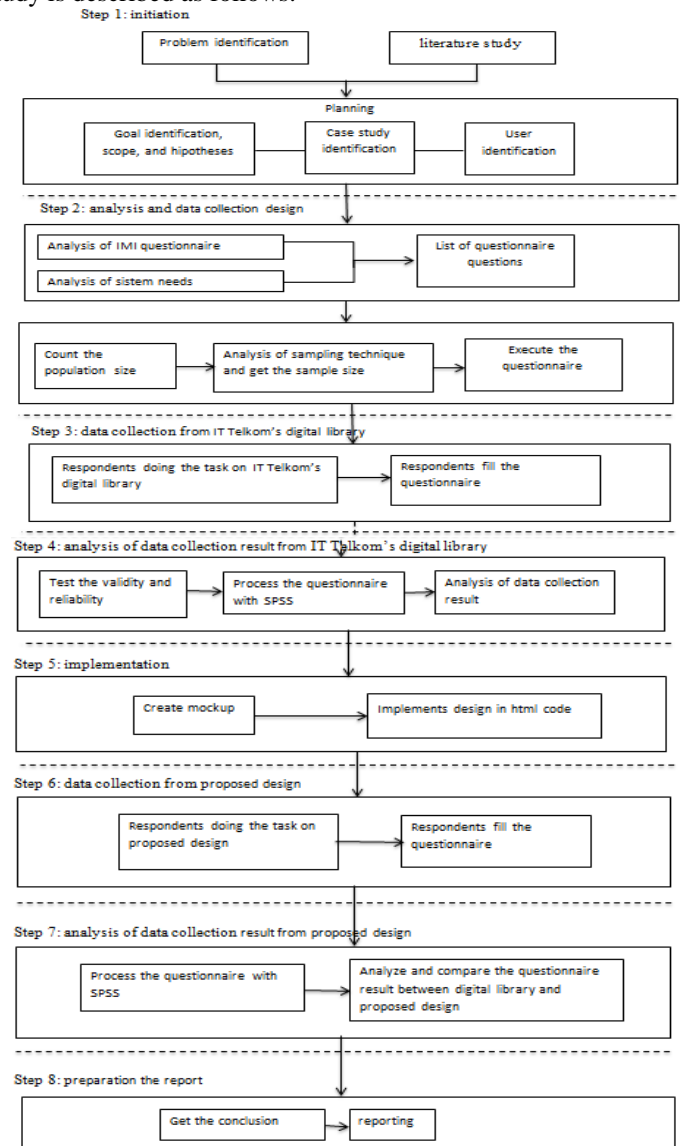 study is described as follows.
Step 1: initiation
Problem identification
literature study
Planning
Goal identification,
scope, and hipotheses
Case study
identification
User
identification
Step 2: analysis and data collection design
Analysis of IMI questionnaire
Analysis of sistem needs
List of questionnaire
questions
Count the
population size
Analysis of sampling technique
and get the sample size
Execute the
questionnaire
Step 3: data collection from IT Telkom's digital library
Respondents doing the task on IT Telkom's
digital library
Respondents fill the
questionnaire
Step 4: analysis of data collection result from IT Telkom's digital library
Test the validity and
reliability
Process the questionnaire
with SPSS
Analysis of data collection
result
Step 5: implementation
Create mockup
Implements design in html code
Step 6: data collection from proposed design
Respondents doing the task on
proposed design
Respondents fill the
questionnaire
Step 7: analysis of data collection result from proposed design
Process the questionnaire with
SPSS
Analyze and compare the questionnaire
result between digital library and
proposed design
Step 8: preparation the report
Get the conclusion
reporting